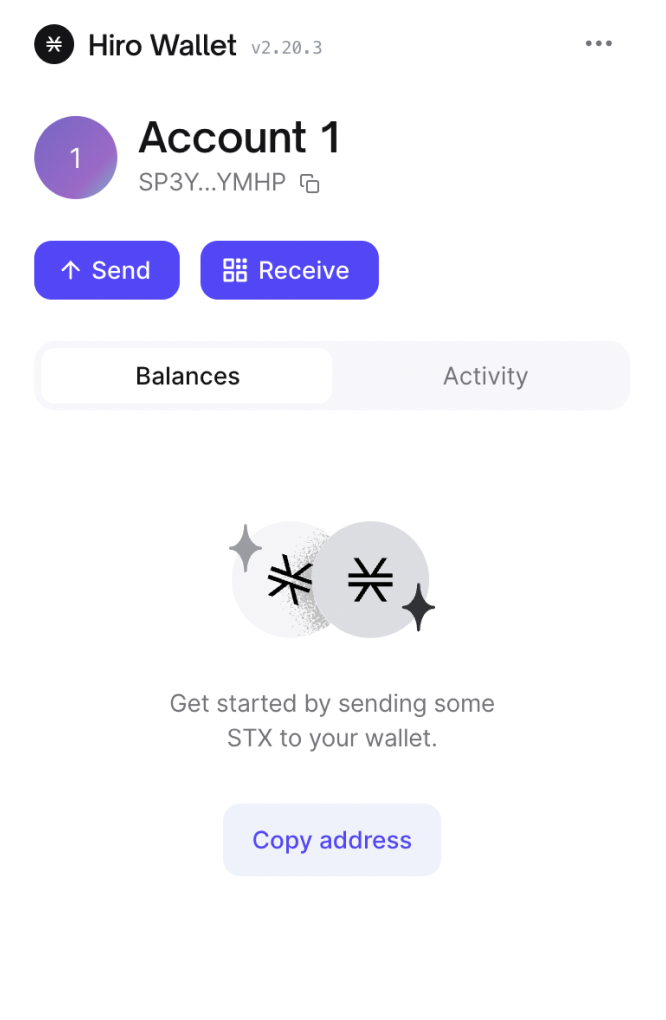 Hiro Wallet v2.20.3
1
Account 1
SP3Y...YMHP
Send
Receive
Balances
Activity
Get started by sending some
STX to your wallet.
Copy address